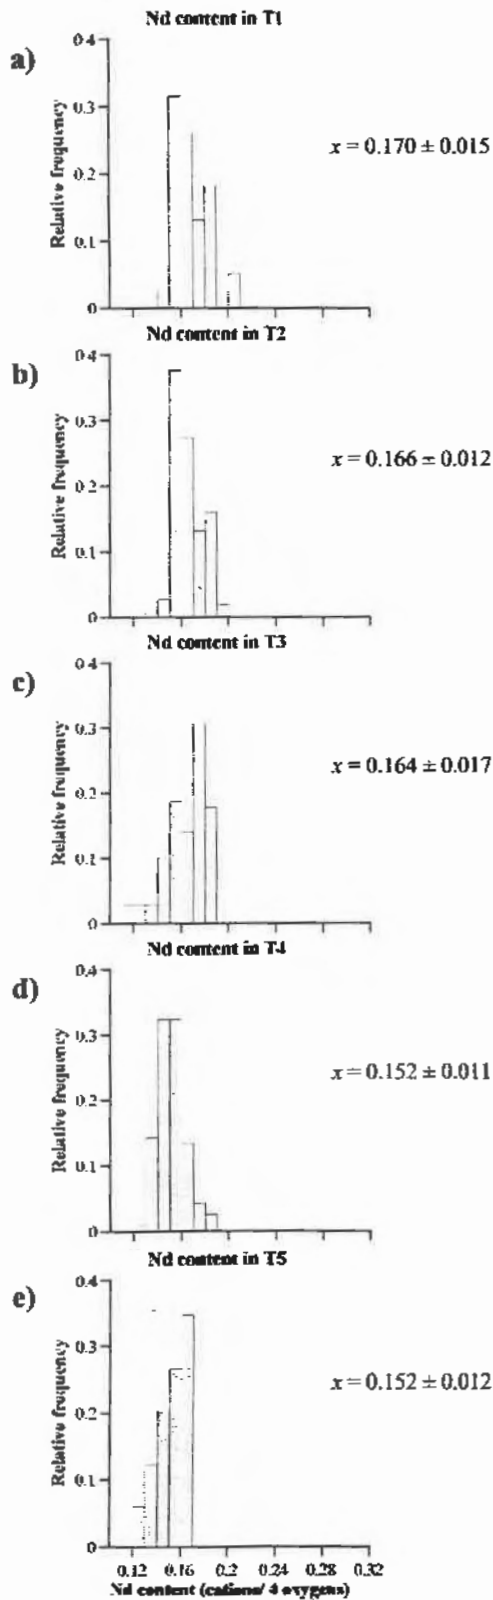 Nd content in T1
a)
0.4
0.3
0.2
0.1
0
Relative frequency
x = 0.170 ± 0.015
Nd content in T2
b)
0.4
0.3
0.2
0.1
0
Relative frequency
x = 0.166 = 0.012
Nd content in T3
c)
0.4
0.3
0.2
0.1
0
Relative frequency
x = 0.164 ± 0.017
Nd content in T4
d)
0.4
0.3
0.2
0.1
0
Relative frequency
x = 0.152 ± 0.011
Nd content in T5
e)
0.4
0.3
0.2
0.1
0
Relative frequency
x = 0.152 ± 0.012
0.12 0.16 0.2 0.24 0.28 0.32
Nd content (cations/ 4 oxygens)